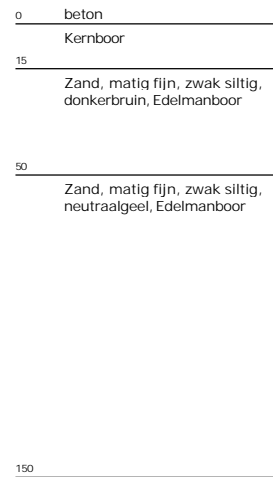 0 beton
Kernboor
15
Zand, matig fijn, zwak siltig,
donkerbruin, Edelmanboor
50
Zand, matig fijn, zwak siltig,
neutraalgeel, Edelmanboor
150